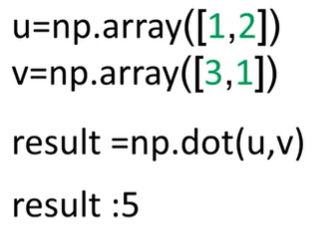 u=np.array([1,2])
v=np.array([3,1])
result =np.dot(u,v)
result :5